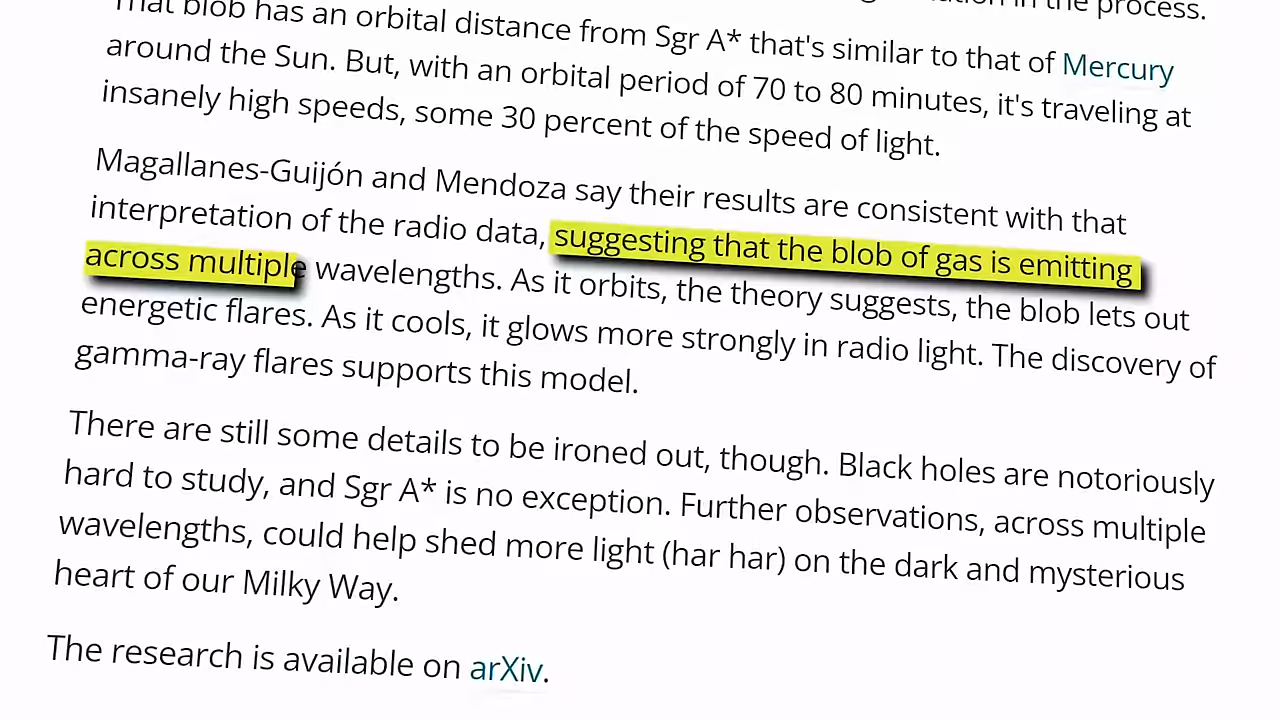 That blob has an orbital distance from Sgr A* that's similar to that of Mercury
around the Sun. But, with an orbital period of 70 to 80 minutes, it's traveling at
insanely high speeds, some 30 percent of the speed of light.
Magallanes-Guijón and Mendoza say their results are consistent with that
interpretation of the radio data, suggesting that the blob of gas is emitting
across multiple wavelengths. As it orbits, the theory suggests, the blob lets out
energetic flares. As it cools, it glows more strongly in radio light. The discovery of
gamma-ray flares supports this model.
There are still some details to be ironed out, though. Black holes are notoriously
hard to study, and Sgr A* is no exception. Further observations, across multiple
wavelengths, could help shed more light (har har) on the dark and mysterious
heart of our Milky Way.
The research is available on arXiv.